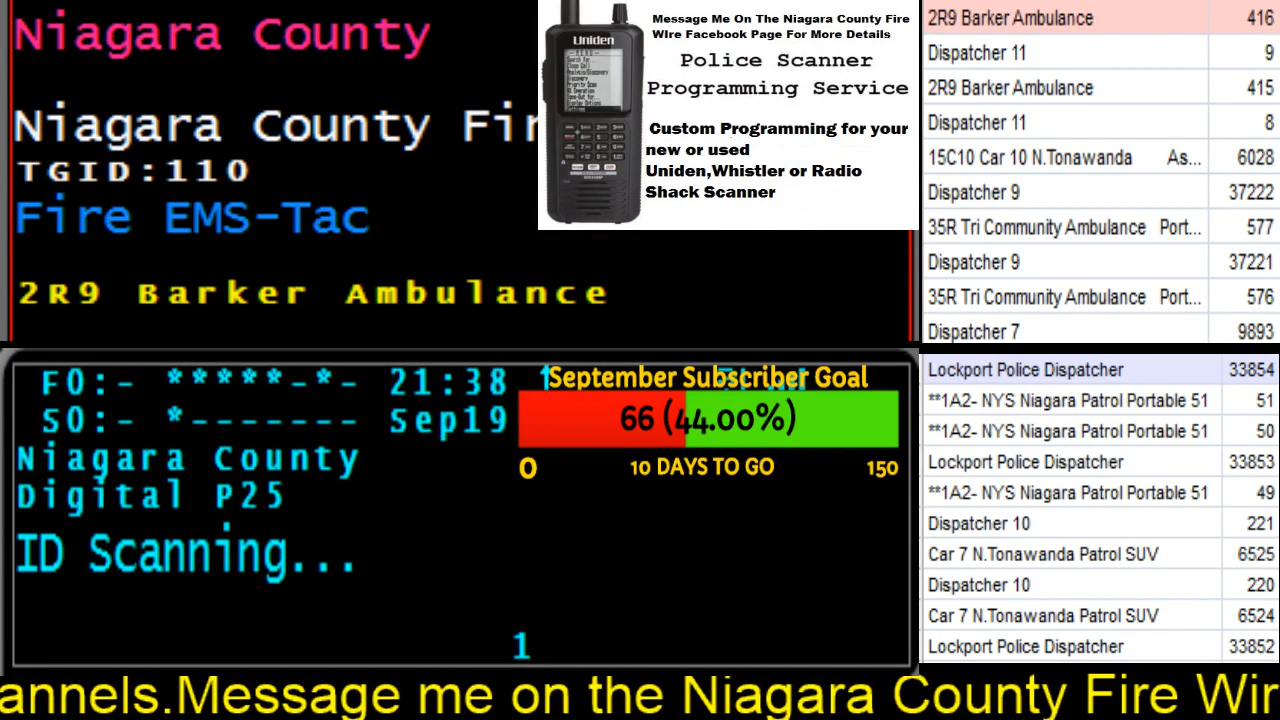 Niagara County
Niagara County Fir
TGID:110
Fire EMS-Tac
2R9 Barker Ambulance
Message Me On The Niagara County Fire
WIre Facebook Page For More Details
Police Scanner
Programming Service
Custom Programming for your
new or used
Uniden,Whistler or Radio
Shack Scanner
Uniden
2R9 Barker Ambulance 416
Dispatcher 11 9
2R9 Barker Ambulance 415
Dispatcher 11 8
15C10 Car 10 N.Tonawanda As... 6028
Dispatcher 9 37222
35R Tri Community Ambulance Port... 577
Dispatcher 9 37221
35R Tri Community Ambulance Port... 576
Dispatcher 7 9893
F0:- *****-*- 21:38
S0:- *------- Sep19
Niagara County
Digital P25
ID Scanning...
1
September Subscriber Goal
66 (44.00%)
0 10 DAYS TO GO 150
Lockport Police Dispatcher 33854
**1A2- NYS Niagara Patrol Portable 51 51
**1A2- NYS Niagara Patrol Portable 51 50
Lockport Police Dispatcher 33853
**1A2- NYS Niagara Patrol Portable 51 49
Dispatcher 10 221
Car 7 N.Tonawanda Patrol SUV 6525
Dispatcher 10 220
Car 7 N.Tonawanda Patrol SUV 6524
Lockport Police Dispatcher 33852
annels.Message me on the Niagara County Fire Wir